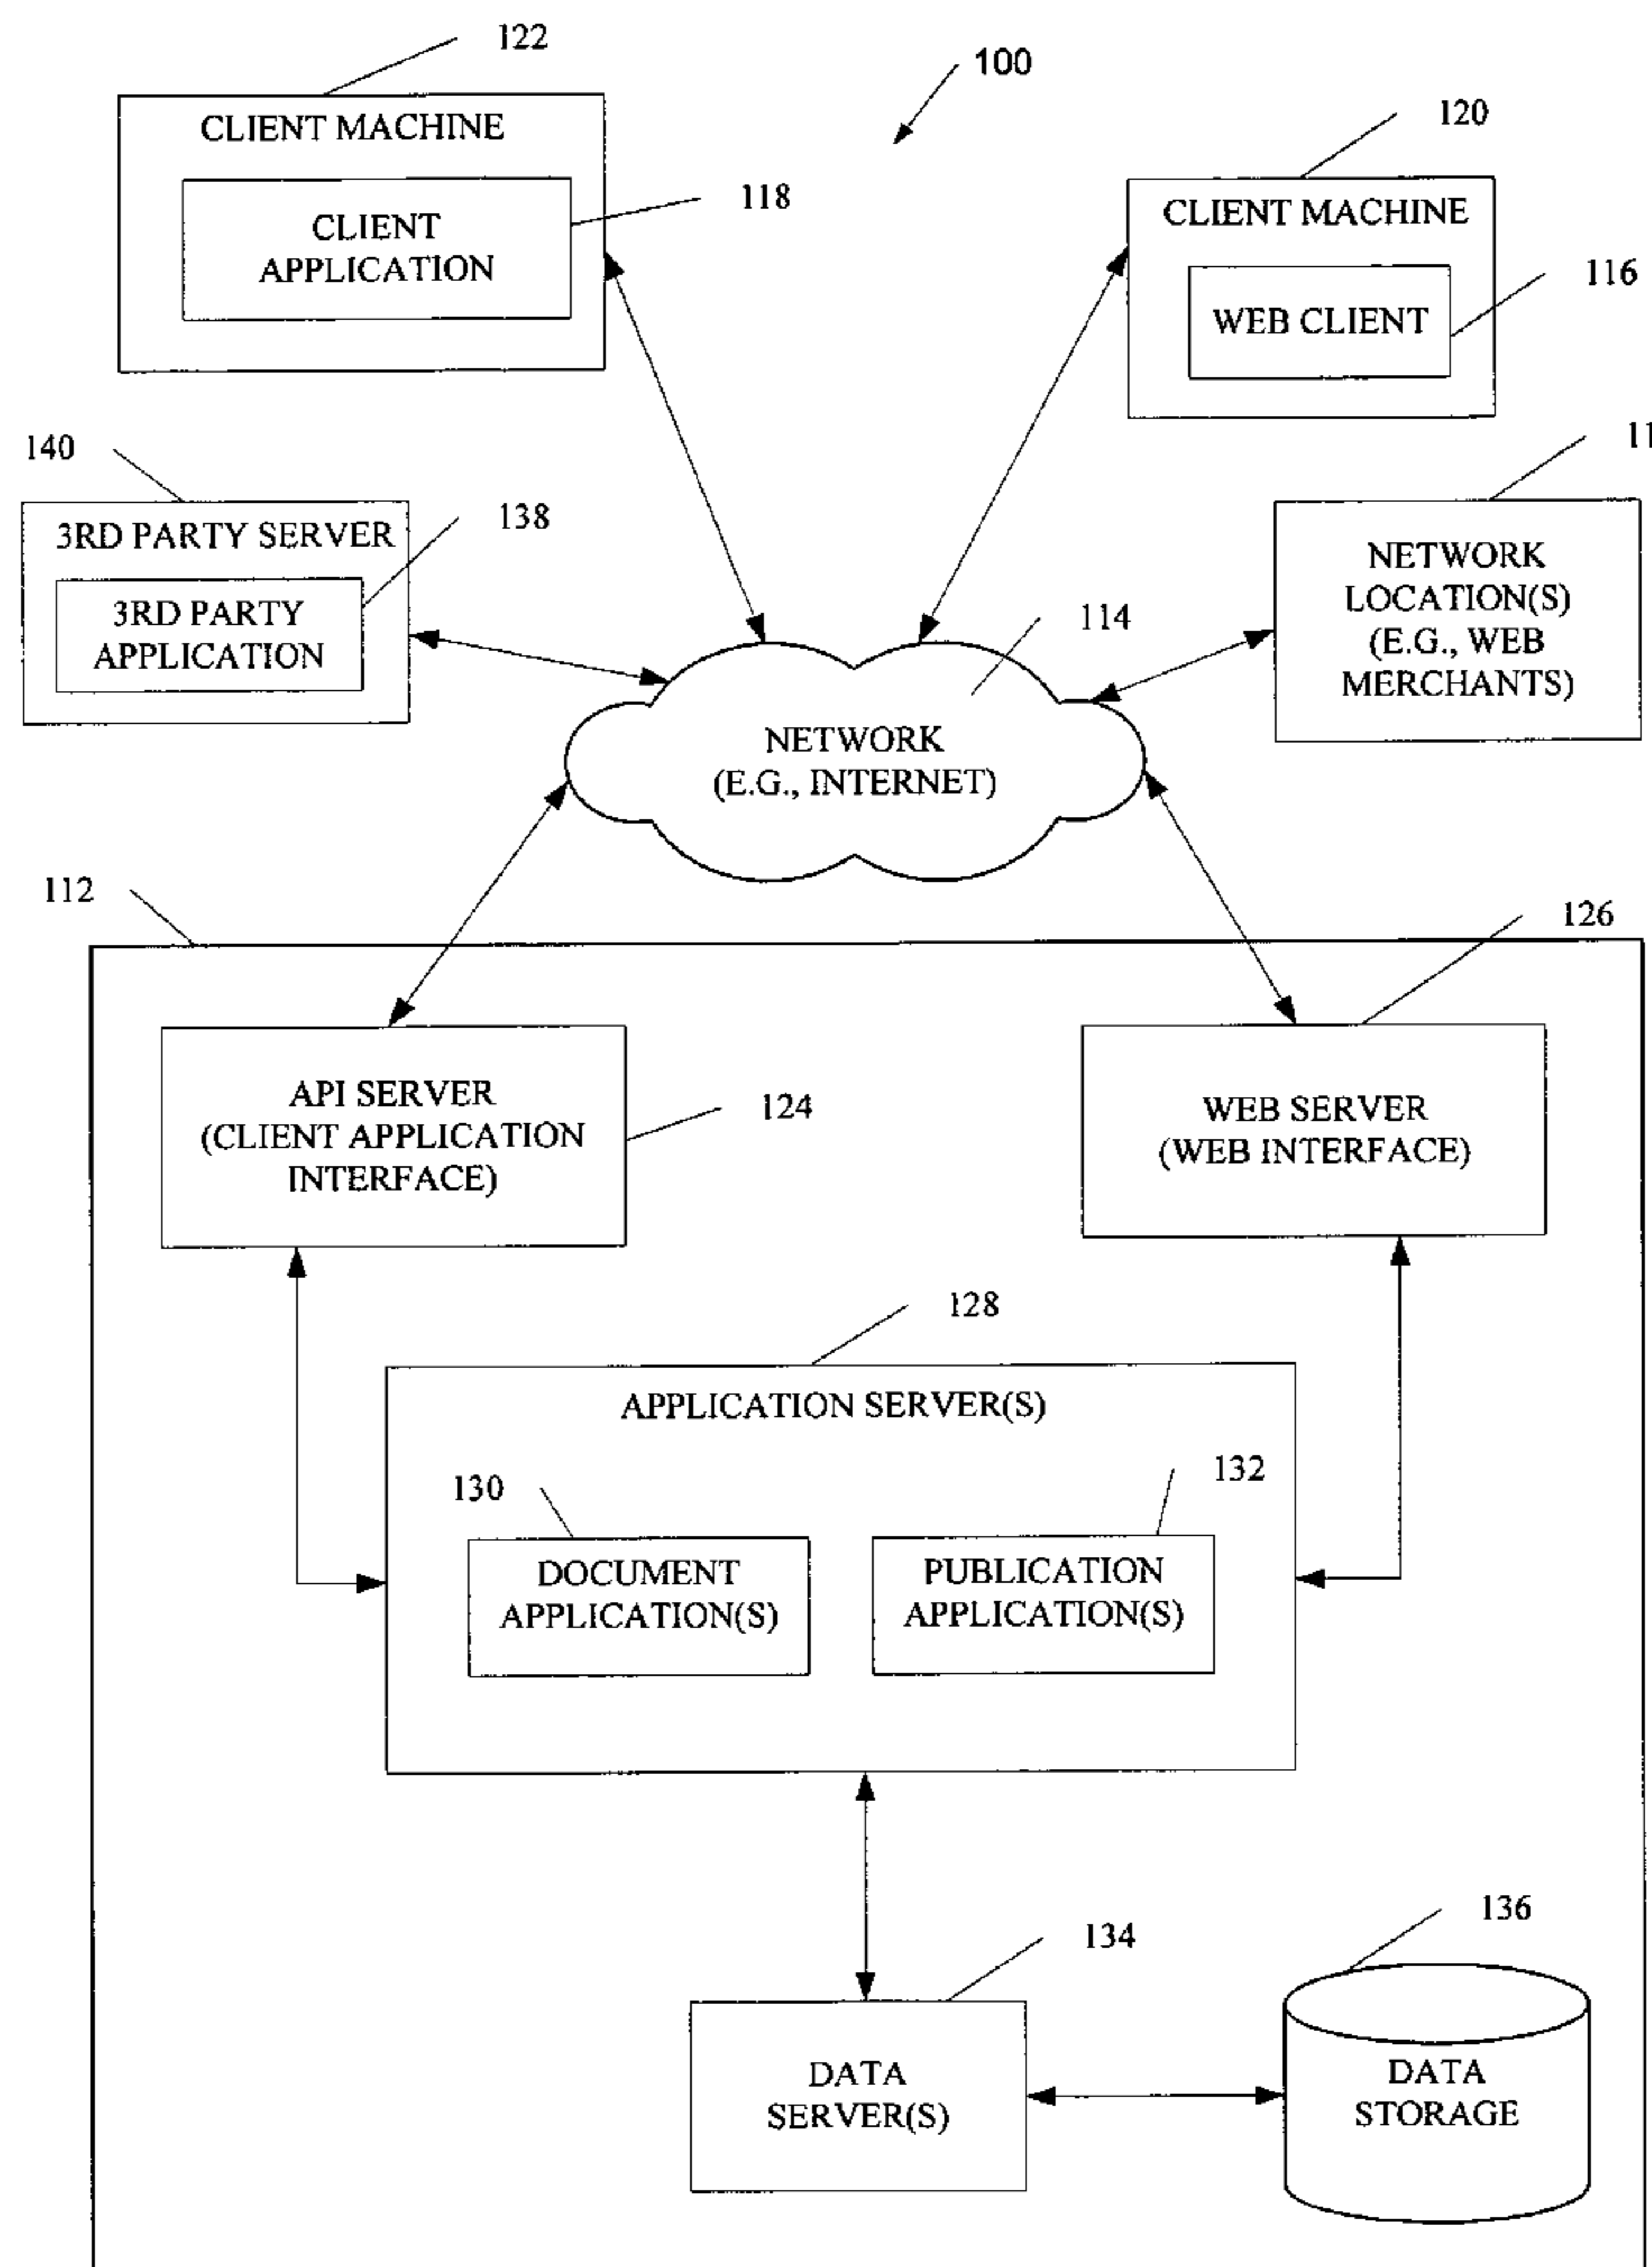 122
100
CLIENT MACHINE
120
118
CLIENT
APPLICATION
CLIENT MACHINE
116
WEB CLIENT
140
138
3RD PARTY SERVER
3RD PARTY
APPLICATION
NETWORK
LOCATION(S)
(E.G., WEB
MERCHANTS)
114
NETWORK
(E.G., INTERNET)
112
126
API SERVER
(CLIENT APPLICATION
INTERFACE)
124
WEB SERVER
(WEB INTERFACE)
128
APPLICATION SERVER(S)
130
132
DOCUMENT
APPLICATION(S)
PUBLICATION
APPLICATION(S)
134
136
DATA
SERVER(S)
DATA
STORAGE